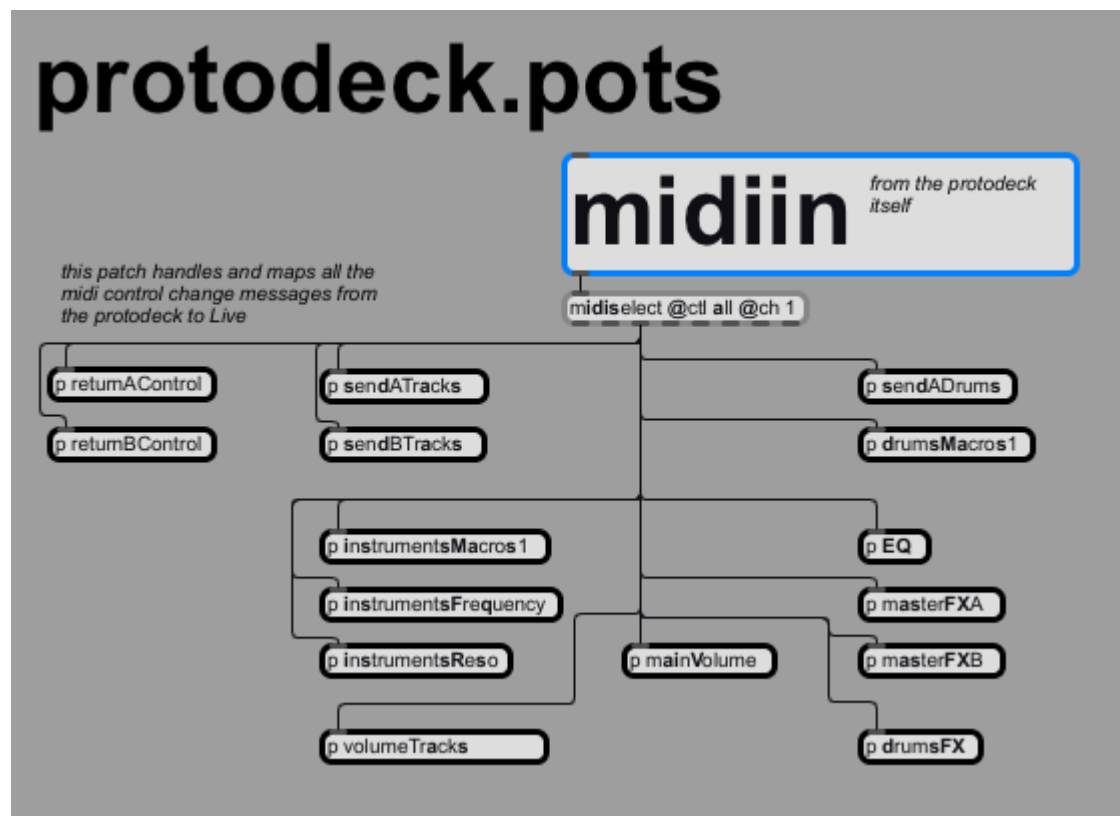 protodeck.pots
midiin
from the protodeck
itself
this patch handles and maps all the
midi control change messages from
the protodeck to Live
midiselect @ctl all @ch 1
p returnAControl
p sendATracks
p sendADrums
p returnBControl
p sendBTracks
p drumsMacros1
p instrumentsMacros1
p EQ
p instrumentsFrequency
p masterFXA
p instrumentsReso
p mainVolume
p masterFXB
p volumeTracks
p drumsFX